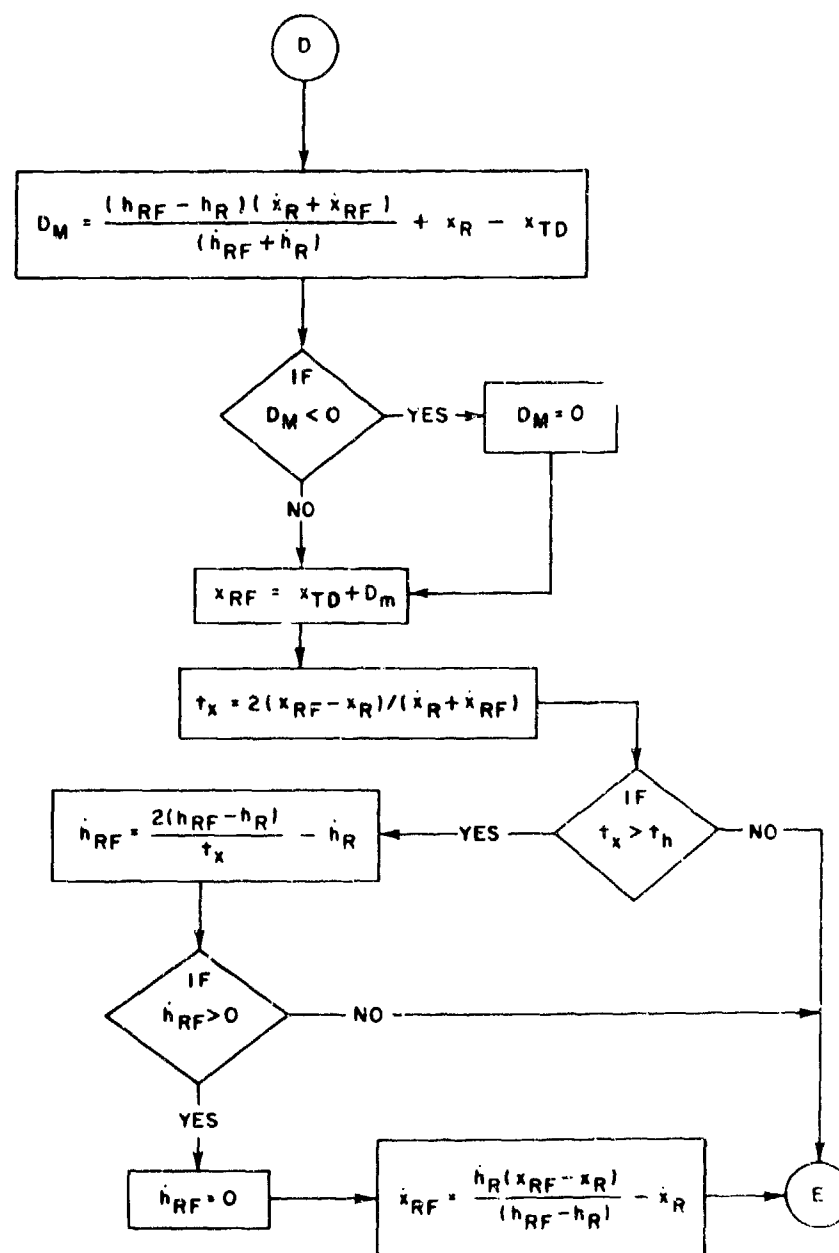 D
D_M = (h_RF − h_R)(ẋ_R + ẋ_RF) / (ḣ_RF + ḣ_R) + x_R − x_TD
IF
D_M < 0
YES
D_M = 0
NO
x_RF = x_TD + D_m
t_x = 2(x_RF − x_R)/(ẋ_R + ẋ_RF)
IF
t_x > t_h
YES
NO
ḣ_RF = 2(h_RF − h_R) / t_x − ḣ_R
IF
ḣ_RF > 0
NO
YES
ḣ_RF = 0
ẋ_RF = ḣ_R(x_RF − x_R) / (h_RF − h_R) − ẋ_R
E